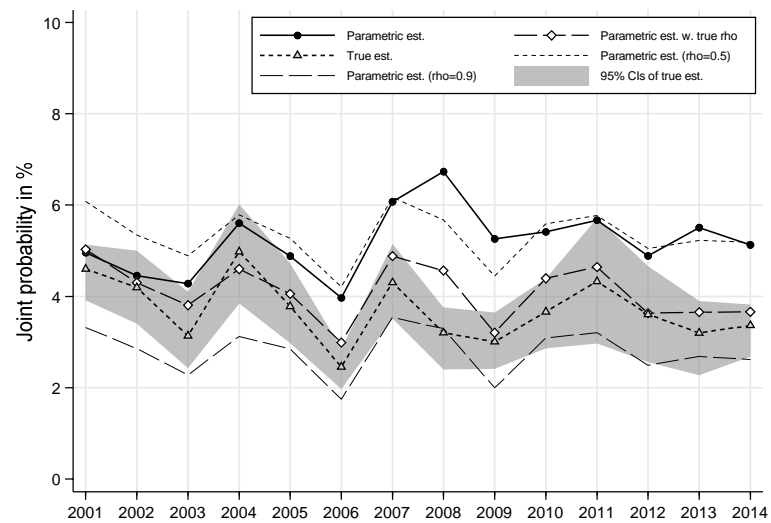 10
8
6
4
2
0
Joint probability in %
Parametric est.
True est.
Parametric est. (rho=0.9)
Parametric est. w. true rho
Parametric est. (rho=0.5)
95% CIs of true est.
2001 2002 2003 2004 2005 2006 2007 2008 2009 2010 2011 2012 2013 2014